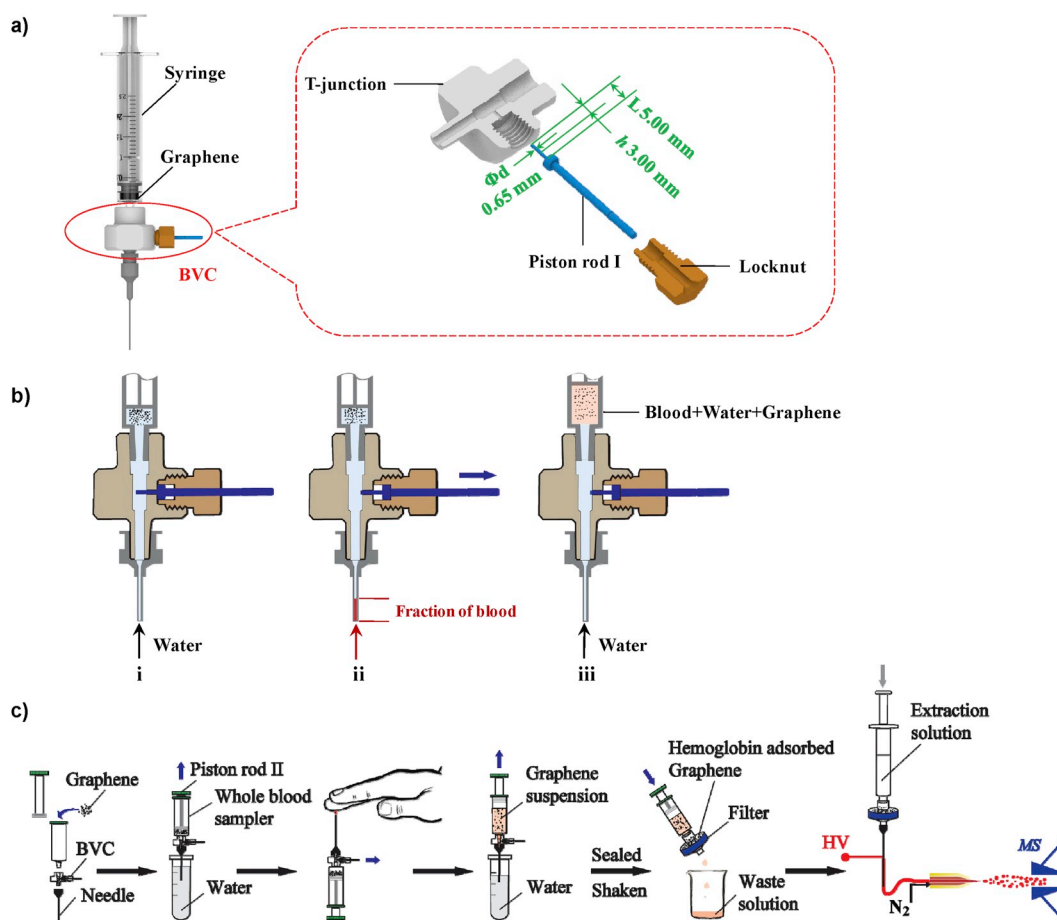 a)
Syringe
Graphene
BVC
T-junction
L 5.00 mm
h 3.00 mm
Φd
0.65 mm
Piston rod I
Locknut
b)
Blood+Water+Graphene
Fraction of blood
Water
Water
i
ii
iii
c)
Graphene
BVC
Needle
Piston rod II
Whole blood
sampler
Water
Graphene
suspension
Water
Sealed
Shaken
Hemoglobin adsorbed
Graphene
Filter
Waste
solution
Extraction
solution
HV
N2
MS